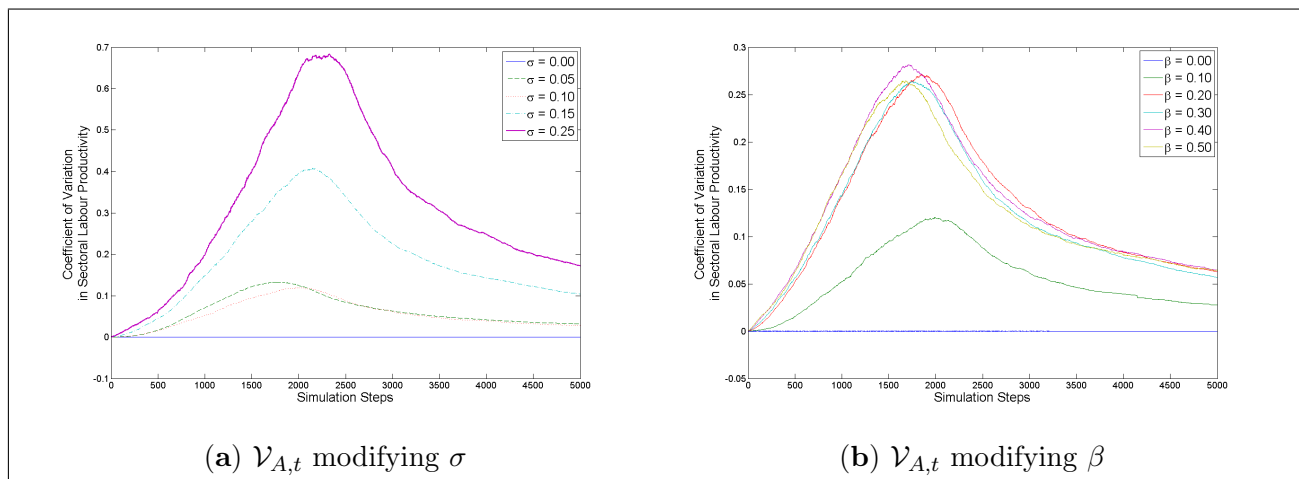 0.7
0.6
0.5
0.4
0.3
0.2
0.1
0
-0.1
0 500 1000 1500 2000 2500 3000 3500 4000 4500 5000
Simulation Steps
Coefficient of Variation
in Sectoral Labour Productivity
σ = 0.00
σ = 0.05
σ = 0.10
σ = 0.15
σ = 0.25
(a) 𝒱A,t modifying σ
0.3
0.25
0.2
0.15
0.1
0.05
0
-0.05
0 500 1000 1500 2000 2500 3000 3500 4000 4500 5000
Simulation Steps
Coefficient of Variation
in Sectoral Labour Productivity
β = 0.00
β = 0.10
β = 0.20
β = 0.30
β = 0.40
β = 0.50
(b) 𝒱A,t modifying β